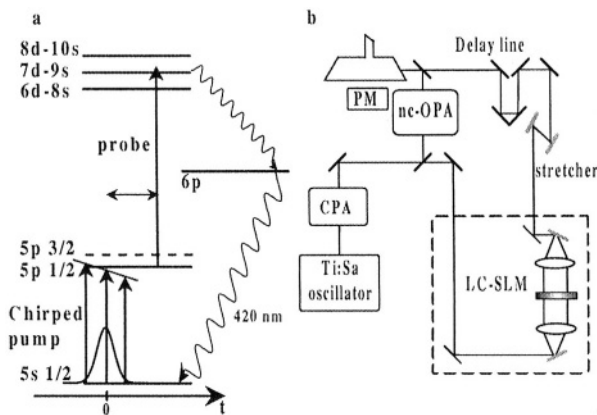 a
8d-10s
7d-9s
6d-8s
probe
6p
5p 3/2
5p 1/2
Chirped
pump
420 nm
5s 1/2
0
t
b
Delay line
PM
nc-OPA
stretcher
CPA
Ti:Sa
oscillator
LC-SLM